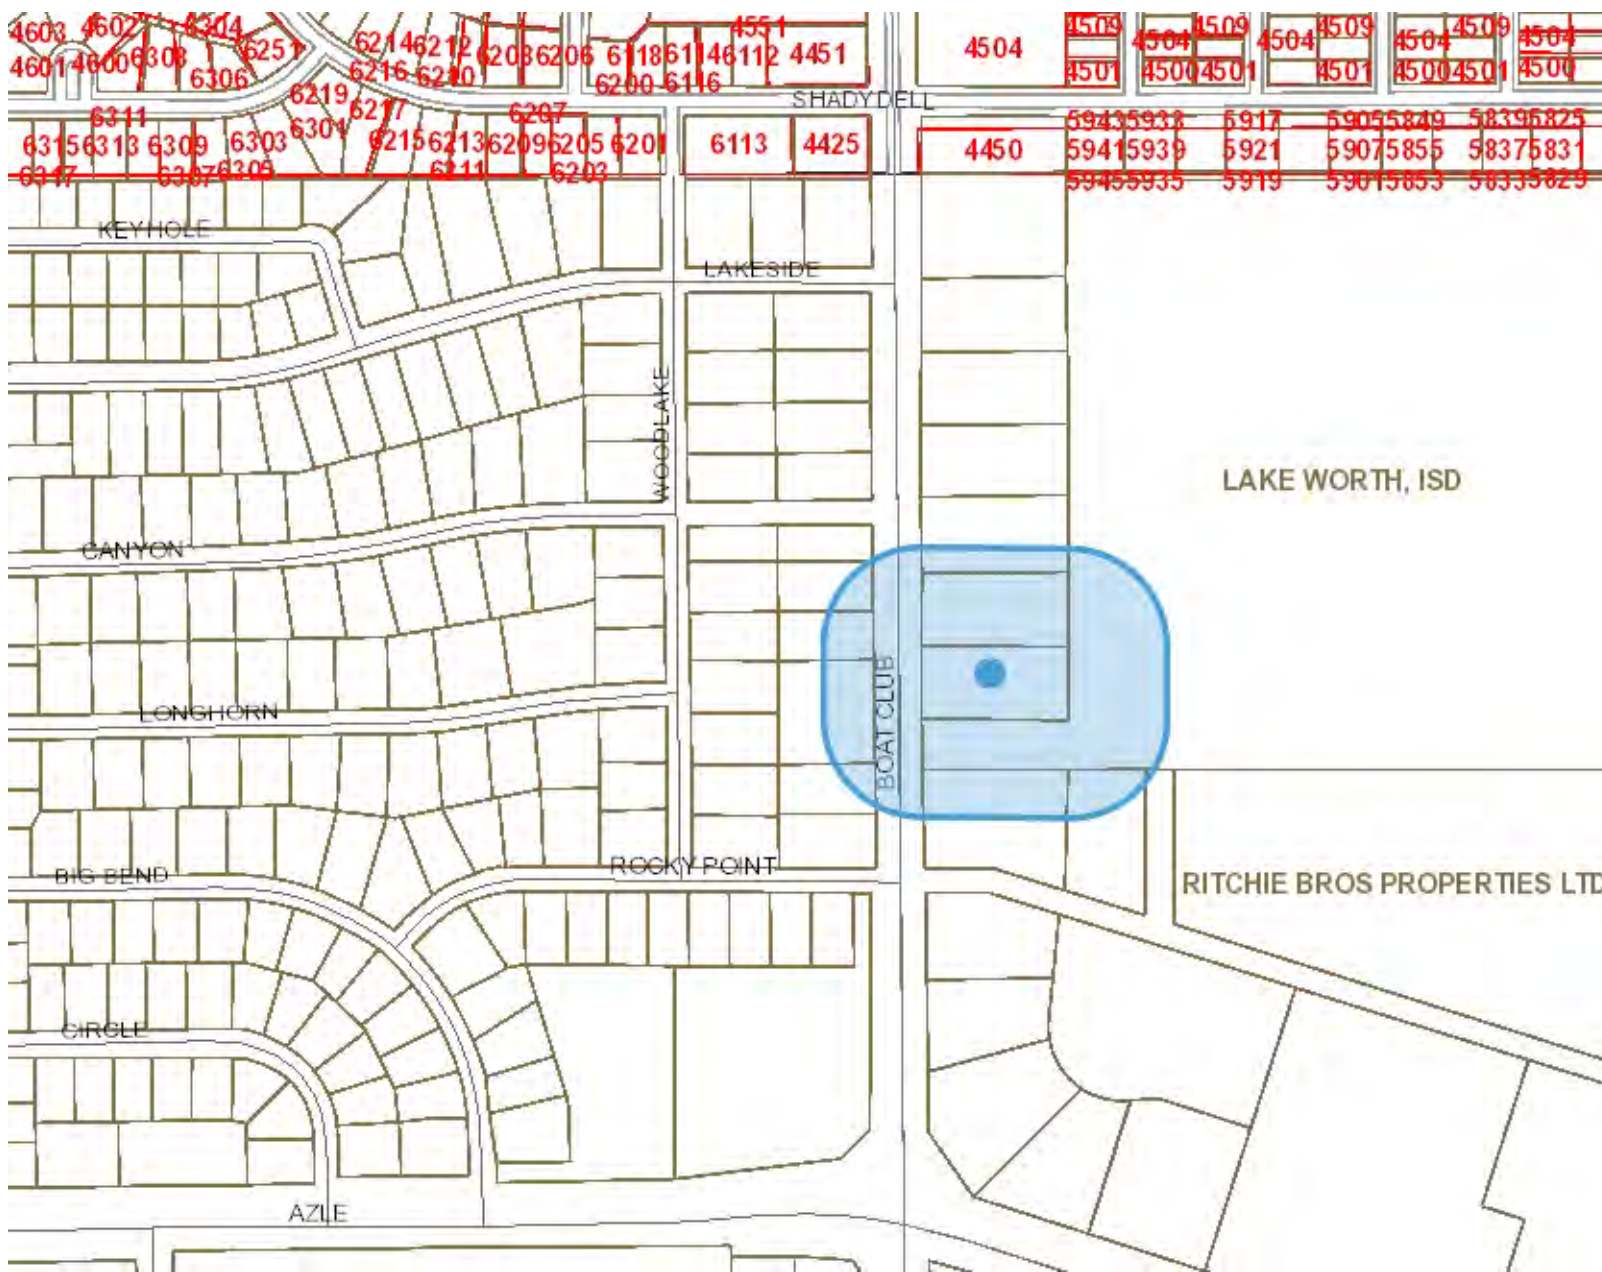 4603 4602 6304 6251 6214 6212 6203 6206 6118 6114 6112 4551 4451 4504 4509 4504 4509 4504 4509 4504 4509 4504
4601 4600 6308 6306 6216 6210 6200 6116 4501 4500 4501 4501 4500 4501 4500
SHADYDELL
6311 6219 6217 6207 5943 5933 5917 5905 5849 5839 5825
6315 6313 6309 6303 6301 6215 6213 6209 6205 6201 6113 4425 4450 5941 5939 5921 5907 5855 5837 5831
6317 6307 6305 6211 6203 5945 5935 5919 5901 5853 5833 5829
KEYHOLE
LAKESIDE
WOODLAKE
LAKE WORTH, ISD
CANYON
BOAT CLUB
LONGHORN
ROCKY POINT
BIG BEND
RITCHIE BROS PROPERTIES LTD
CIRCLE
AZLE